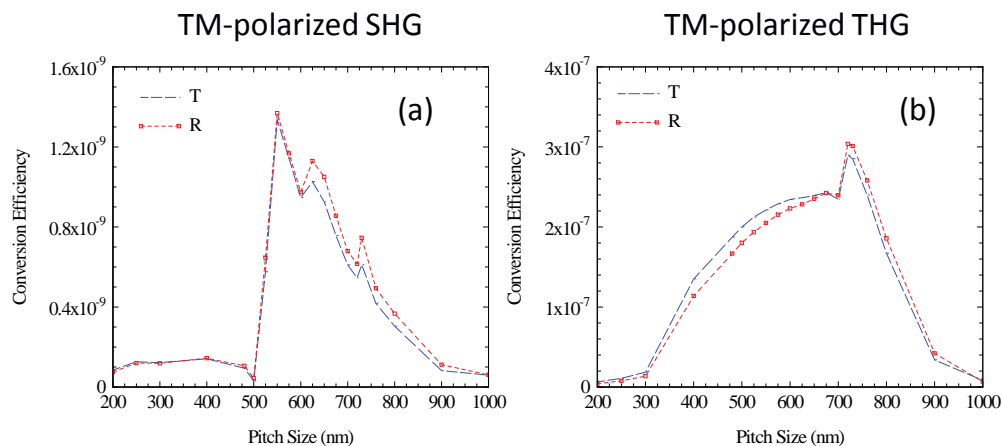 TM-polarized SHG
TM-polarized THG
1.6x10⁻⁹
1.2x10⁻⁹
0.8x10⁻⁹
0.4x10⁻⁹
0
Conversion Efficiency
T
R
(a)
200 300 400 500 600 700 800 900 1000
Pitch Size (nm)
4x10⁻⁷
3x10⁻⁷
2x10⁻⁷
1x10⁻⁷
0
Conversion Efficiency
T
R
(b)
200 300 400 500 600 700 800 900 1000
Pitch Size (nm)